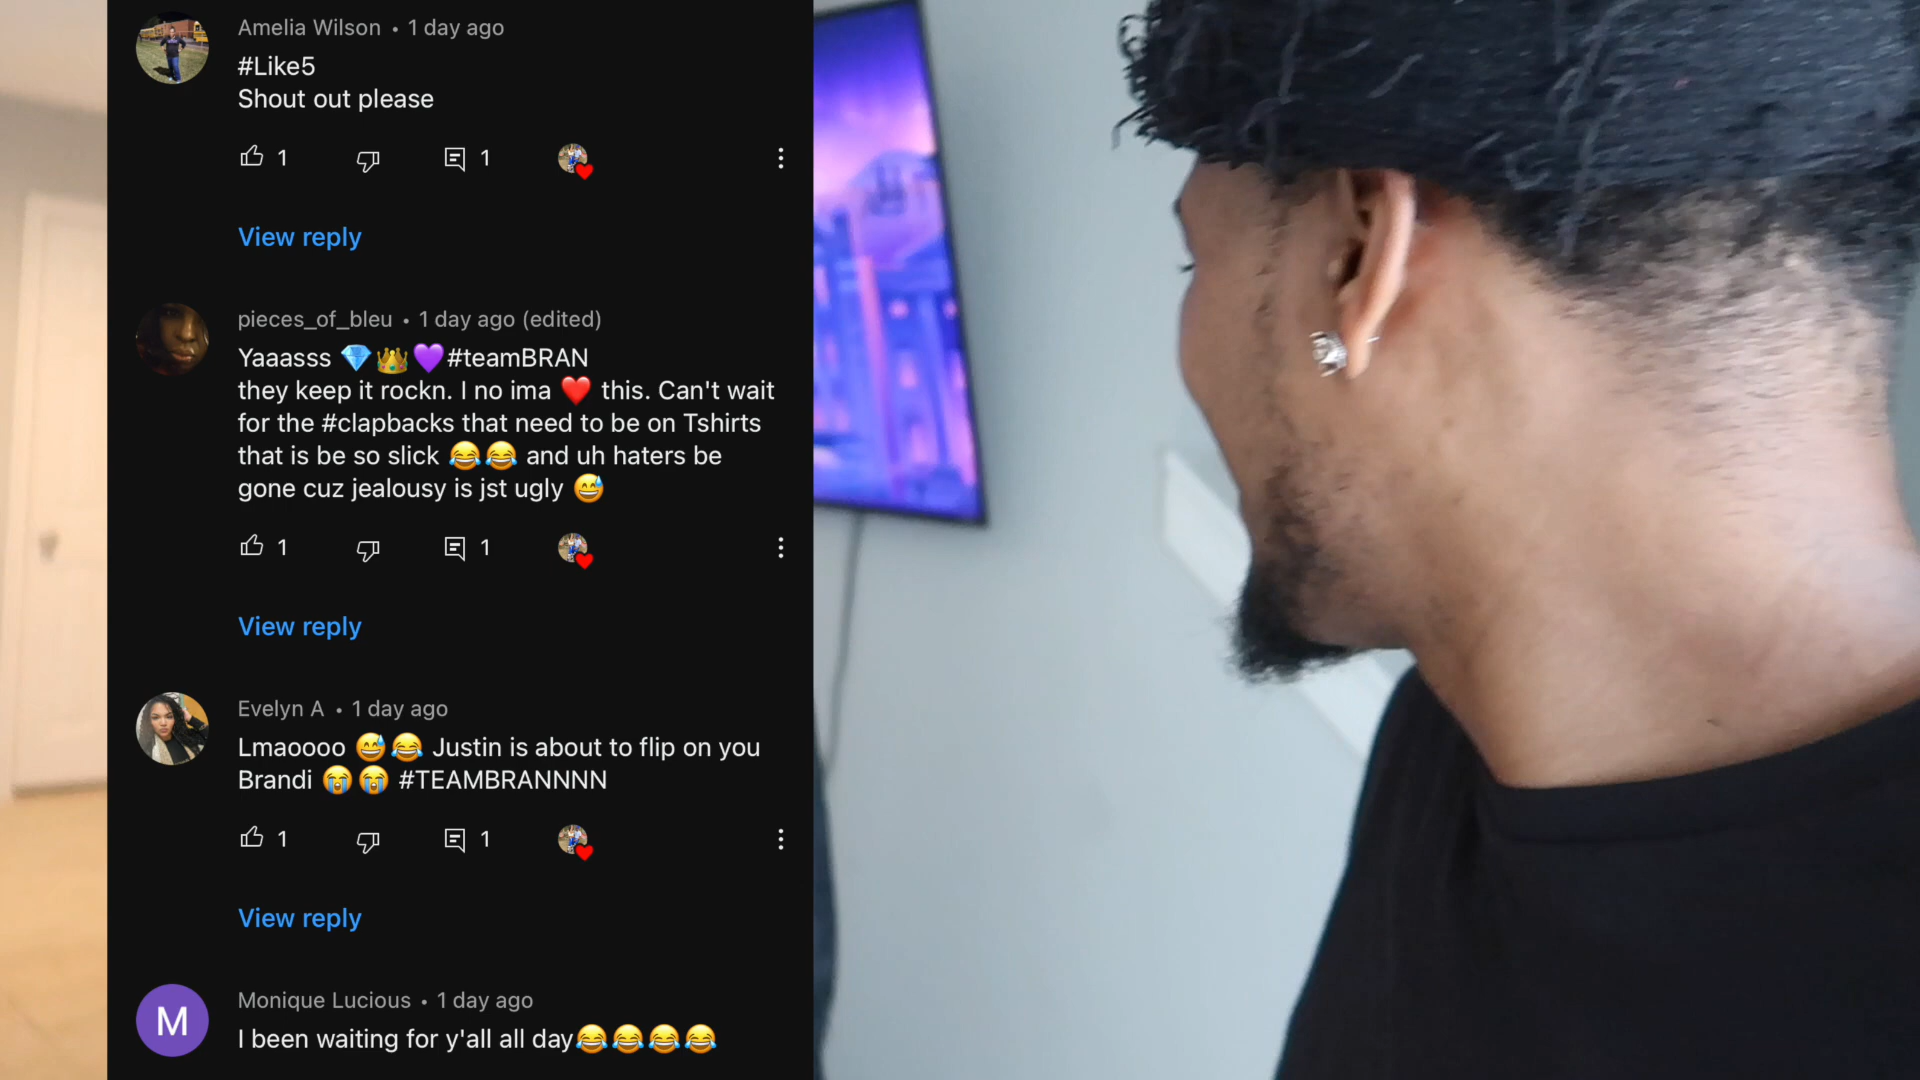 Amelia Wilson • 1 day ago
#Like5
Shout out please
1 1
View reply
pieces_of_bleu • 1 day ago (edited)
Yaaasss 💎👑💜#teamBRAN
they keep it rockn. I no ima ❤️ this. Can't wait
for the #clapbacks that need to be on Tshirts
that is be so slick 😂😂 and uh haters be
gone cuz jealousy is jst ugly 😅
1 1
View reply
Evelyn A • 1 day ago
Lmaoooo 😅😂 Justin is about to flip on you
Brandi 😭😭 #TEAMBRANNNN
1 1
View reply
M
Monique Lucious • 1 day ago
I been waiting for y'all all day😂😂😂😂